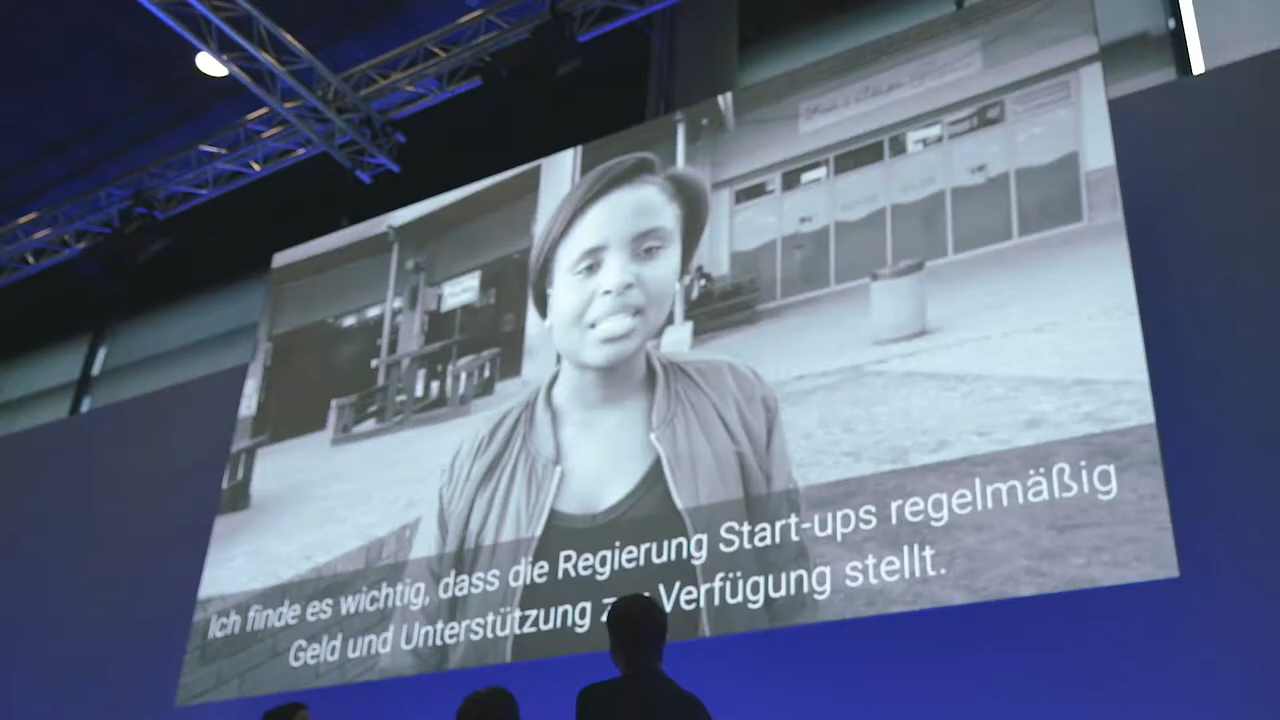 Ich finde es wichtig, dass die Regierung Start-ups regelmäßig
Geld und Unterstützung Verfügung stellt.